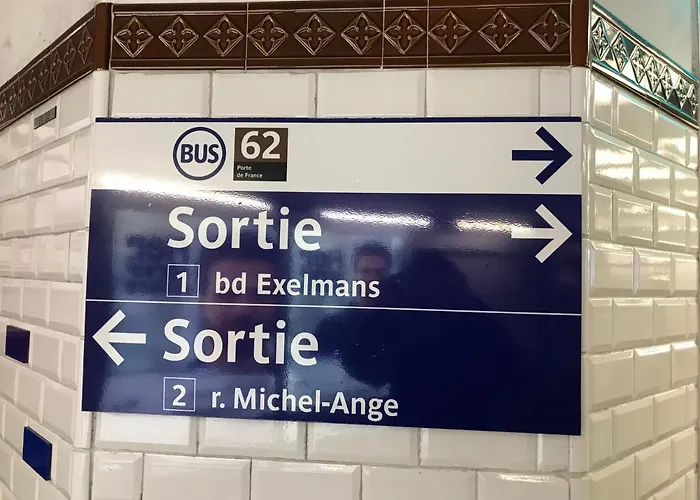 BUS 62
Porte
de France
Sortie
1 bd Exelmans
Sortie
2 r. Michel-Ange